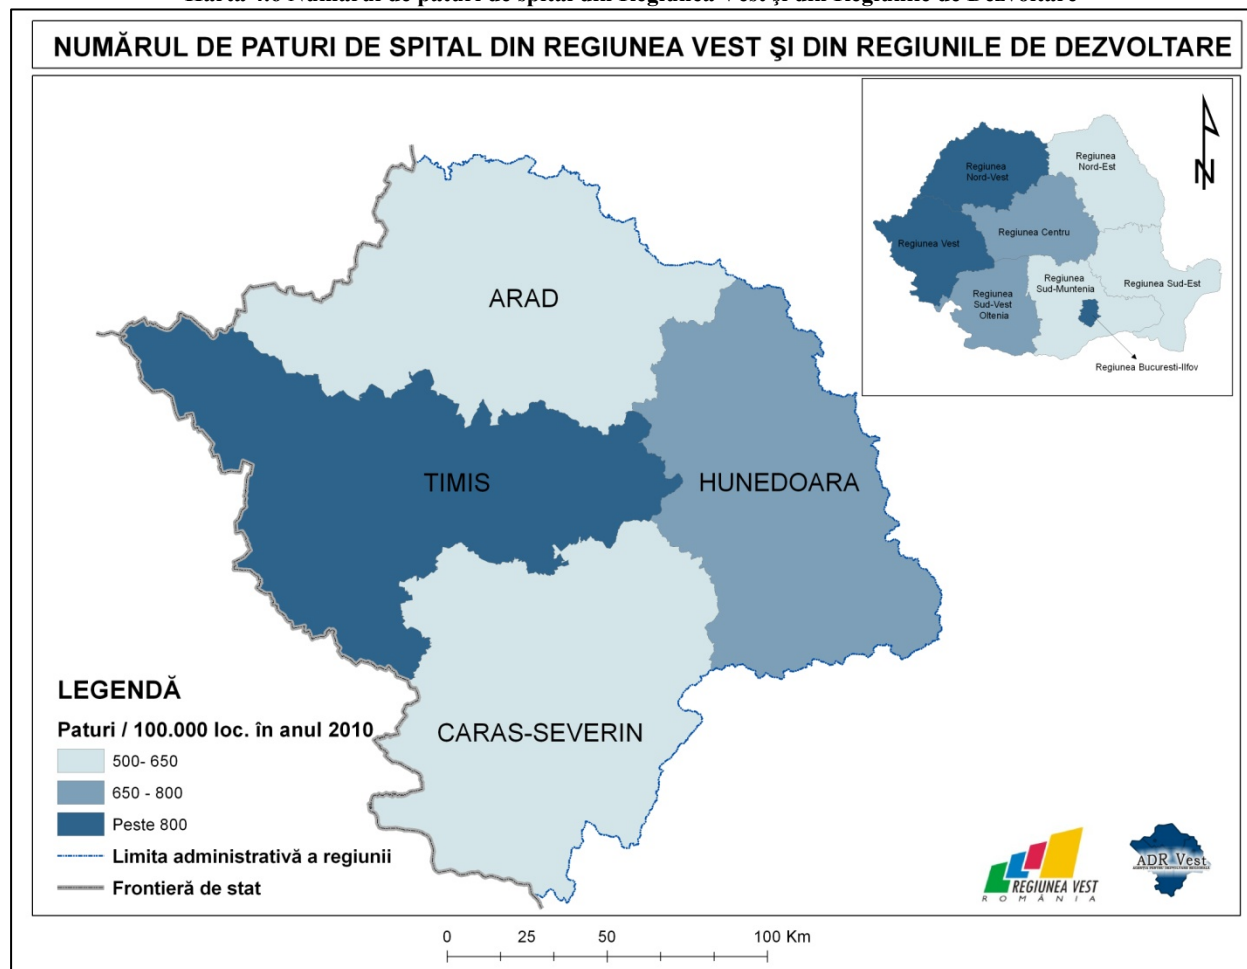 NUMĂRUL DE PATURI DE SPITAL DIN REGIUNEA VEST ŞI DIN REGIUNILE DE DEZVOLTARE
Regiunea
Nord-Vest
Regiunea
Nord-Est
N
Regiunea Vest
Regiunea Centru
Regiunea
Sud-Vest
Oltenia
Regiunea
Sud-Muntenia
Regiunea Sud-Est
Regiunea Bucuresti-Ilfov
ARAD
TIMIS
HUNEDOARA
CARAS-SEVERIN
LEGENDĂ
Paturi / 100.000 loc. în anul 2010
500- 650
650 - 800
Peste 800
Limita administrativă a regiunii
Frontieră de stat
REGIUNEA VEST
ROMÂNIA
ADR Vest
0 25 50 100 Km